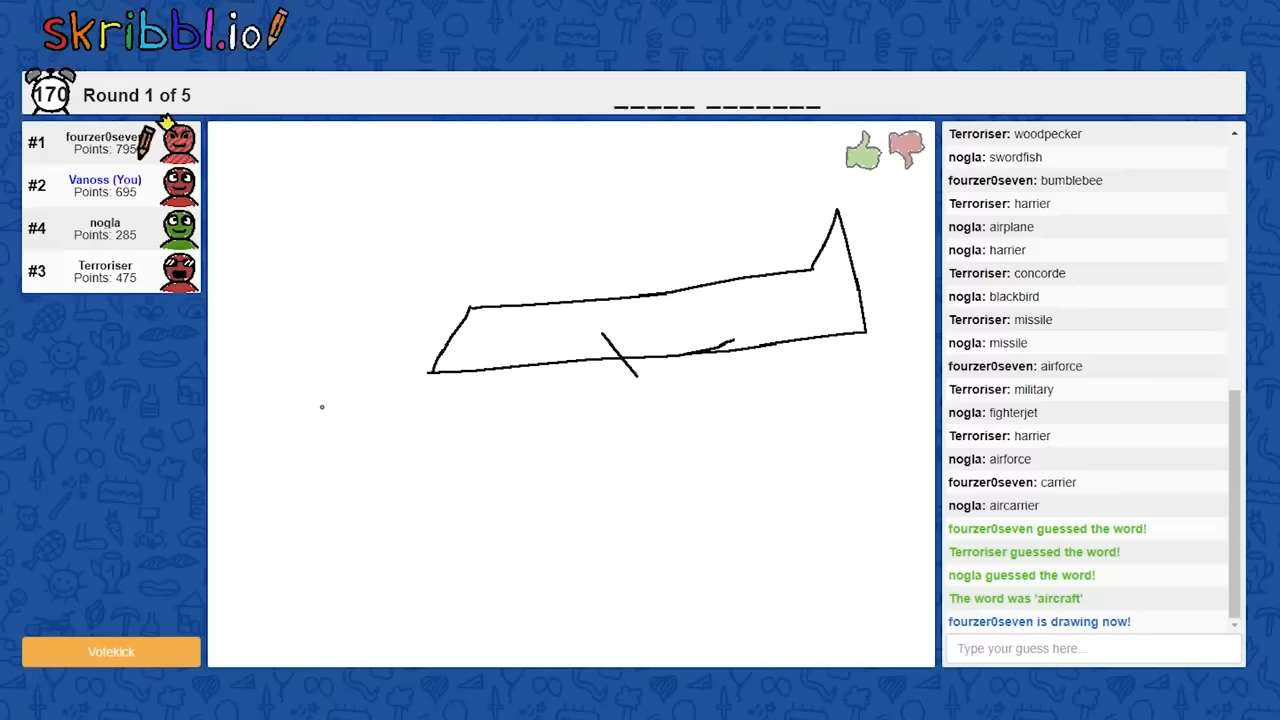 skribbl.io
170 Round 1 of 5
_____ _______
#1 fourzer0seven
Points: 795
#2 Vanoss (You)
Points: 695
#4 nogla
Points: 285
#3 Terroriser
Points: 475
Votekick
Terroriser: woodpecker
nogla: swordfish
fourzer0seven: bumblebee
Terroriser: harrier
nogla: airplane
nogla: harrier
Terroriser: concorde
nogla: blackbird
Terroriser: missile
nogla: missile
fourzer0seven: airforce
Terroriser: military
nogla: fighterjet
Terroriser: harrier
nogla: airforce
fourzer0seven: carrier
nogla: aircarrier
fourzer0seven guessed the word!
Terroriser guessed the word!
nogla guessed the word!
The word was 'aircraft'
fourzer0seven is drawing now!
Type your guess here...